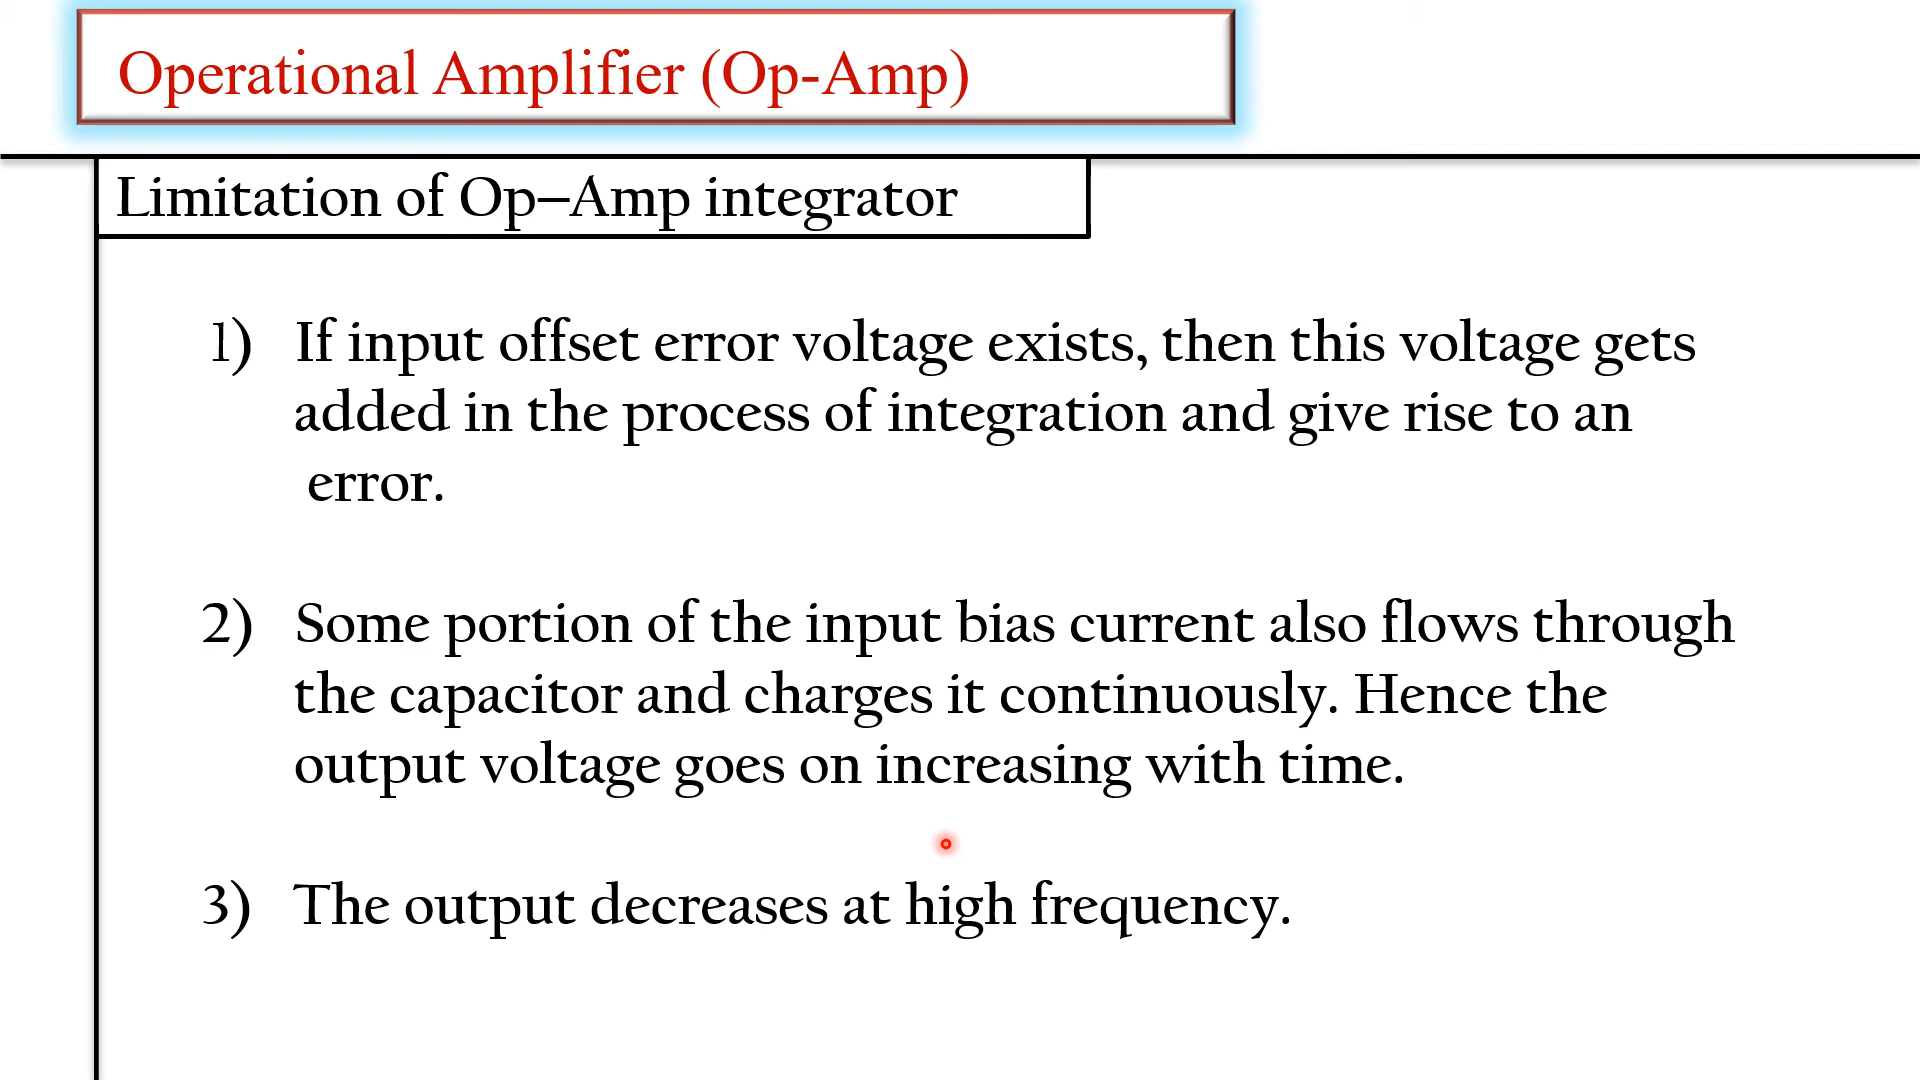 Operational Amplifier (Op-Amp)
Limitation of Op–Amp integrator
1) If input offset error voltage exists, then this voltage gets
added in the process of integration and give rise to an
error.
2) Some portion of the input bias current also flows through
the capacitor and charges it continuously. Hence the
output voltage goes on increasing with time.
3) The output decreases at high frequency.